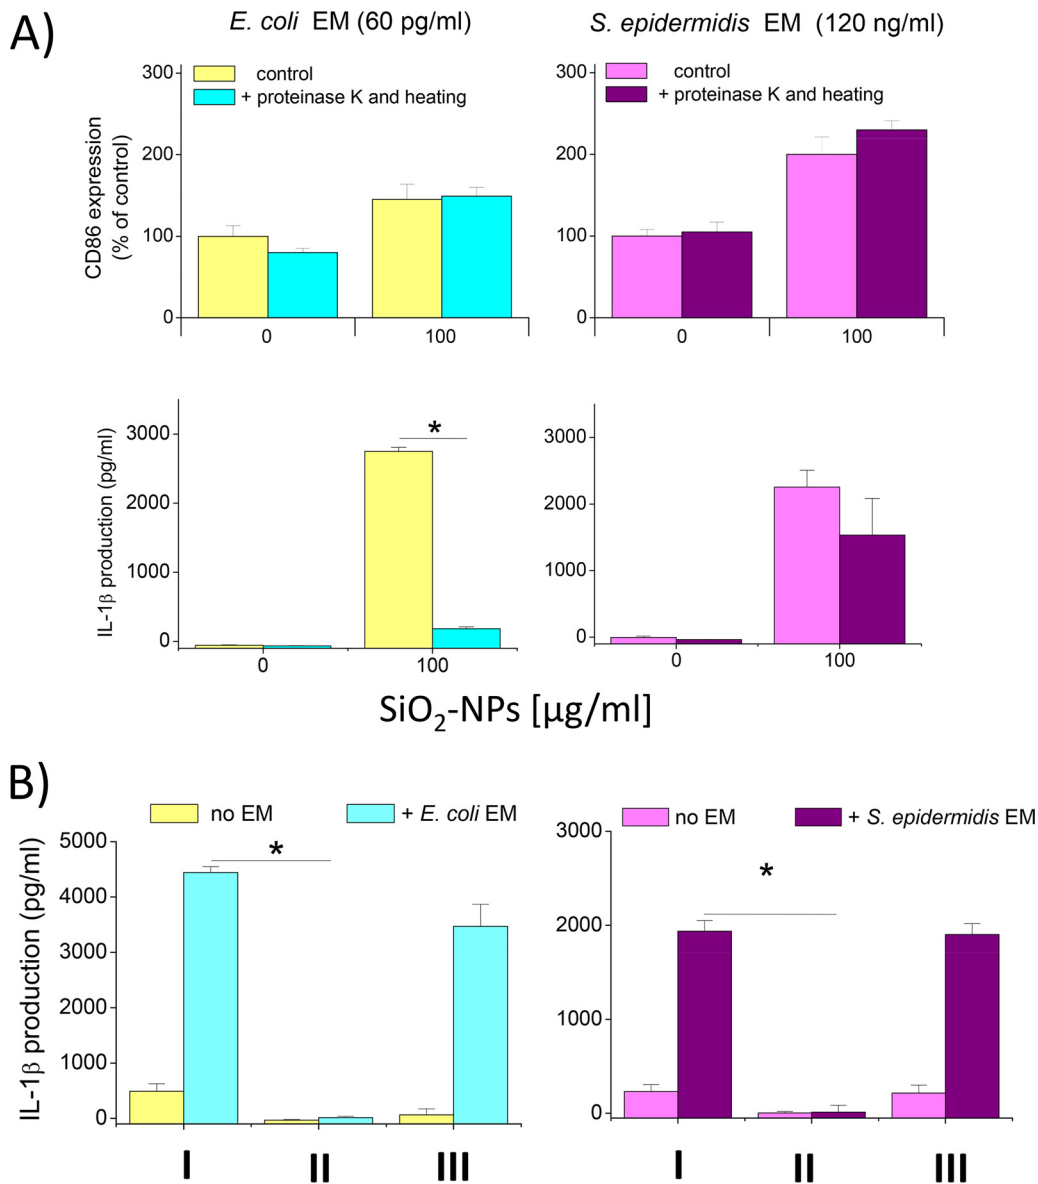 A)
E. coli EM (60 pg/ml)
S. epidermidis EM (120 ng/ml)
CD86 expression
(% of control)
300
200
100
0
control
+ proteinase K and heating
0
100
300
200
100
0
control
+ proteinase K and heating
0
100
IL-1β production (pg/ml)
3000
2000
1000
0
*
0
100
3000
2000
1000
0
0
100
SiO2-NPs [µg/ml]
B)
no EM
+ E. coli EM
IL-1β production (pg/ml)
5000
4000
3000
2000
1000
0
*
I
II
III
no EM
+ S. epidermidis EM
3000
2000
1000
0
*
I
II
III